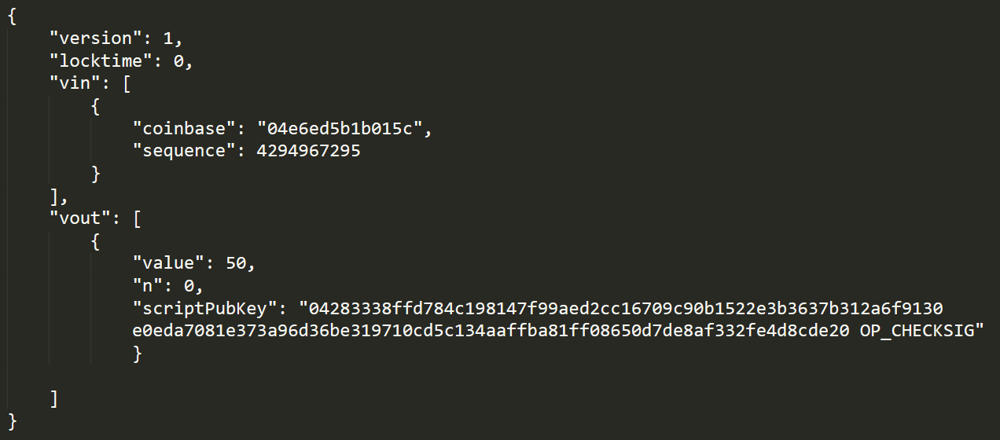 {
"version": 1,
"locktime": 0,
"vin": [
{
"coinbase": "04e6ed5b1b015c",
"sequence": 4294967295
}
],
"vout": [
{
"value": 50,
"n": 0,
"scriptPubKey": "04283338ffd784c198147f99aed2cc16709c90b1522e3b3637b312a6f9130
e0eda7081e373a96d36be319710cd5c134aaffba81ff08650d7de8af332fe4d8cde20 OP_CHECKSIG"
}
]
}